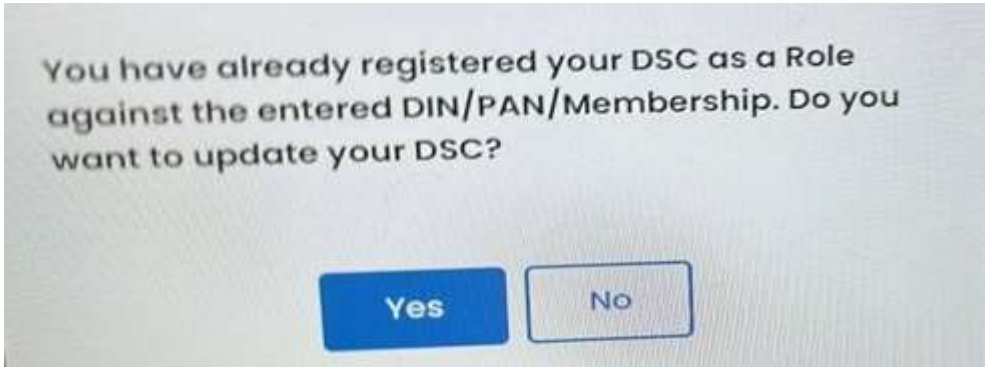 You have already registered your DSC as a Role
against the entered DIN/PAN/Membership. Do you
want to update your DSC?
Yes
No